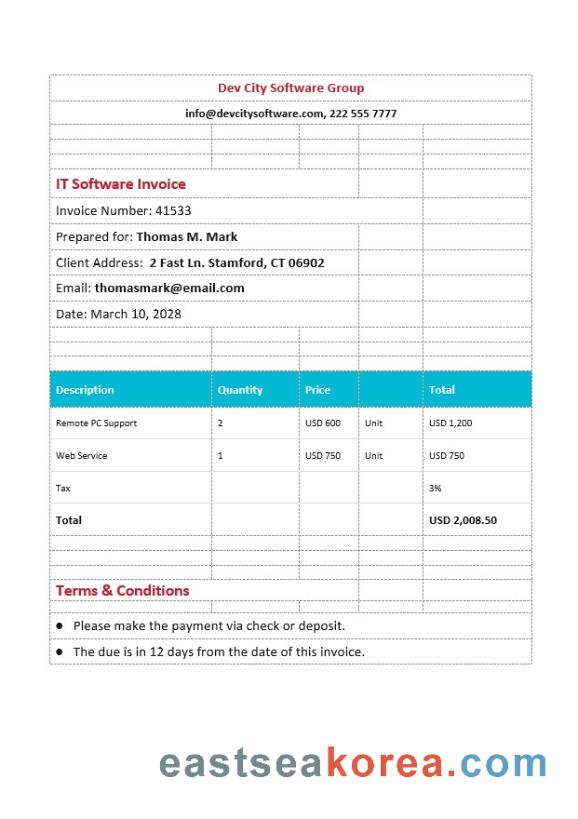 Dev City Software Group
info@devcitysoftware.com, 222 555 7777
IT Software Invoice
Invoice Number: 41533
Prepared for: Thomas M. Mark
Client Address: 2 Fast Ln. Stamford, CT 06902
Email: thomasmark@email.com
Date: March 10, 2028
Description Quantity Price Total
Remote PC Support 2 USD 600 Unit USD 1,200
Web Service 1 USD 750 Unit USD 750
Tax 3%
Total USD 2,008.50
Terms & Conditions
● Please make the payment via check or deposit.
● The due is in 12 days from the date of this invoice.
eastseakorea.com